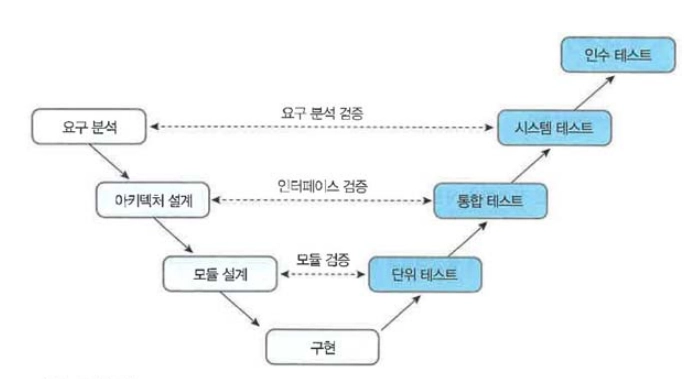 인수 테스트
요구 분석 검증
요구 분석
시스템 테스트
인터페이스 검증
아키텍처 설계
통합 테스트
모듈 검증
모듈 설계
단위 테스트
구현